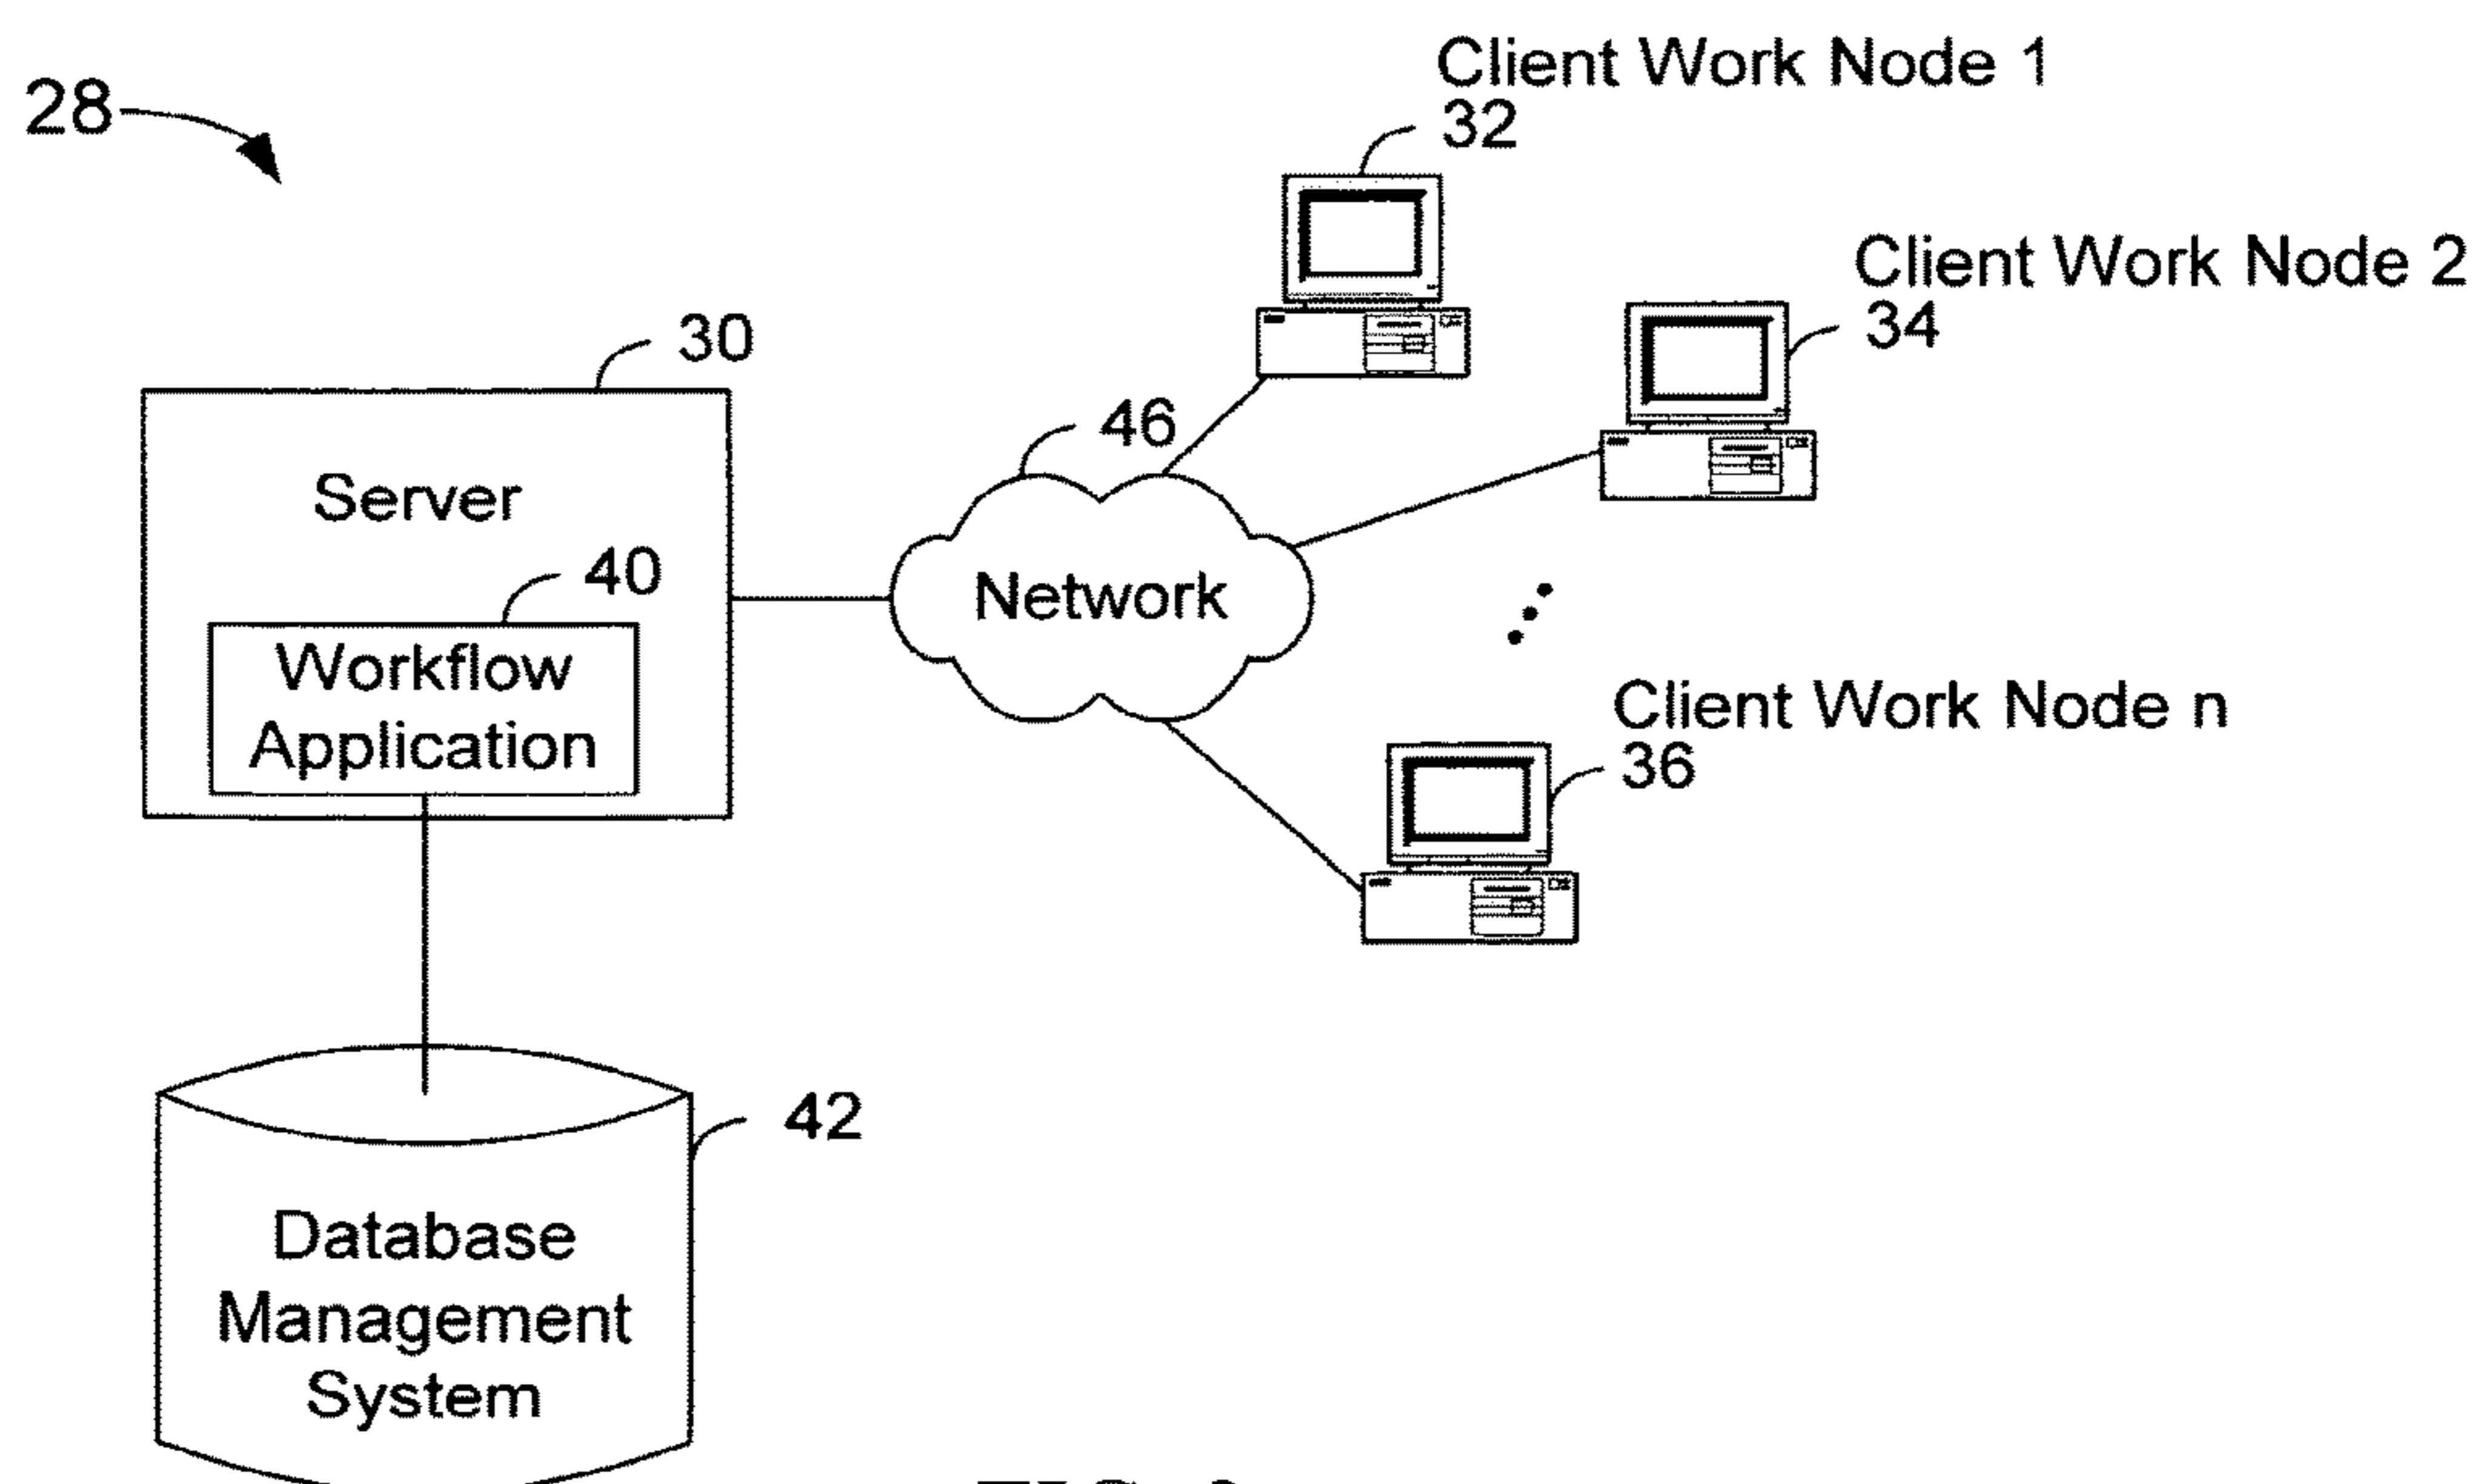 28
Client Work Node 1
32
Client Work Node 2
34
30
Server
46
Network
40
Workflow
Application
Client Work Node n
36
42
Database
Management
System